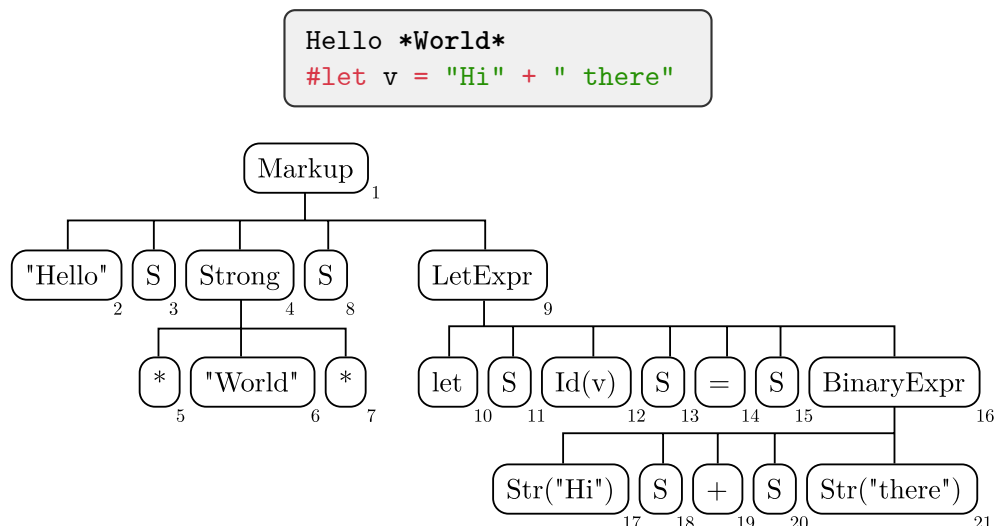 Hello *World*
#let v = "Hi" + " there"
Markup
1
"Hello" S Strong S LetExpr
2 3 4 8 9
* "World" * let S Id(v) S = S BinaryExpr
5 6 7 10 11 12 13 14 15 16
Str("Hi") S + S Str("there")
17 18 19 20 21